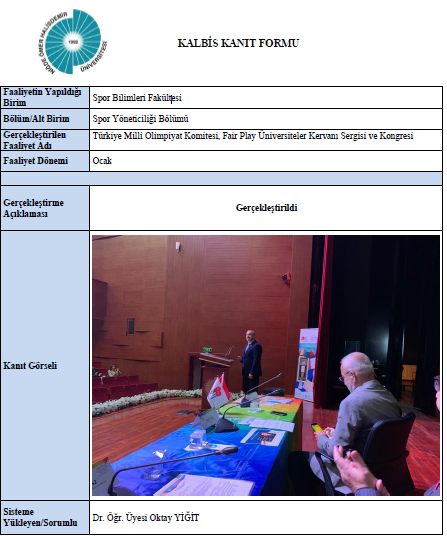 NİĞDE ÖMER HALİSDEMİR ÜNİVERSİTESİ
1992
KALBİS KANIT FORMU
Faaliyetin Yapıldığı
Birim
Spor Bilimleri Fakültesi
Bölüm/Alt Birim
Spor Yöneticiliği Bölümü
Gerçekleştirilen
Faaliyet Adı
Türkiye Milli Olimpiyat Komitesi, Fair Play Üniversiteler Kervanı Sergisi ve Kongresi
Faaliyet Dönemi
Ocak
Gerçekleştirme
Açıklaması
Gerçekleştirildi
Kanıt Görseli
Sisteme
Yükleyen/Sorumlu
Dr. Öğr. Üyesi Oktay YİĞİT